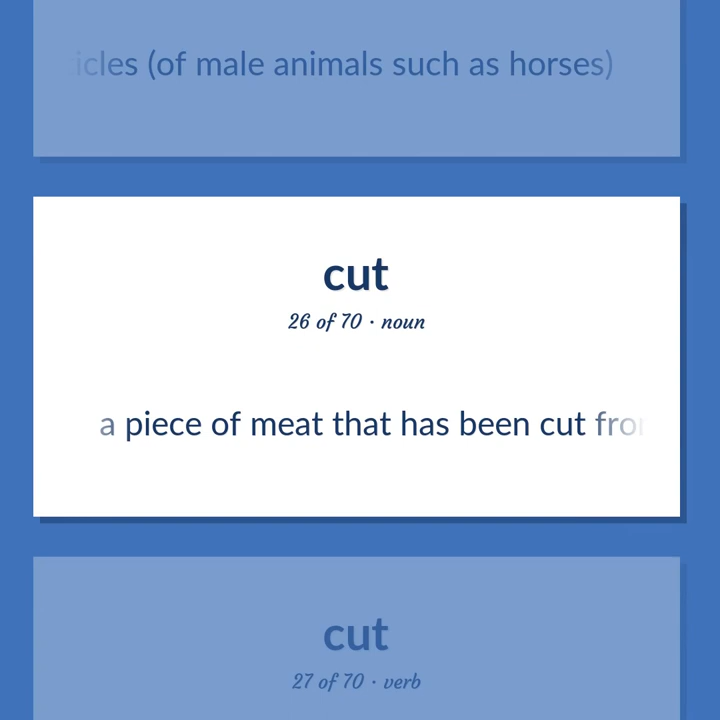 (of male animals such as horses)
cut
26 of 70 · noun
a piece of meat that has been cut
cut
27 of 70 · verb